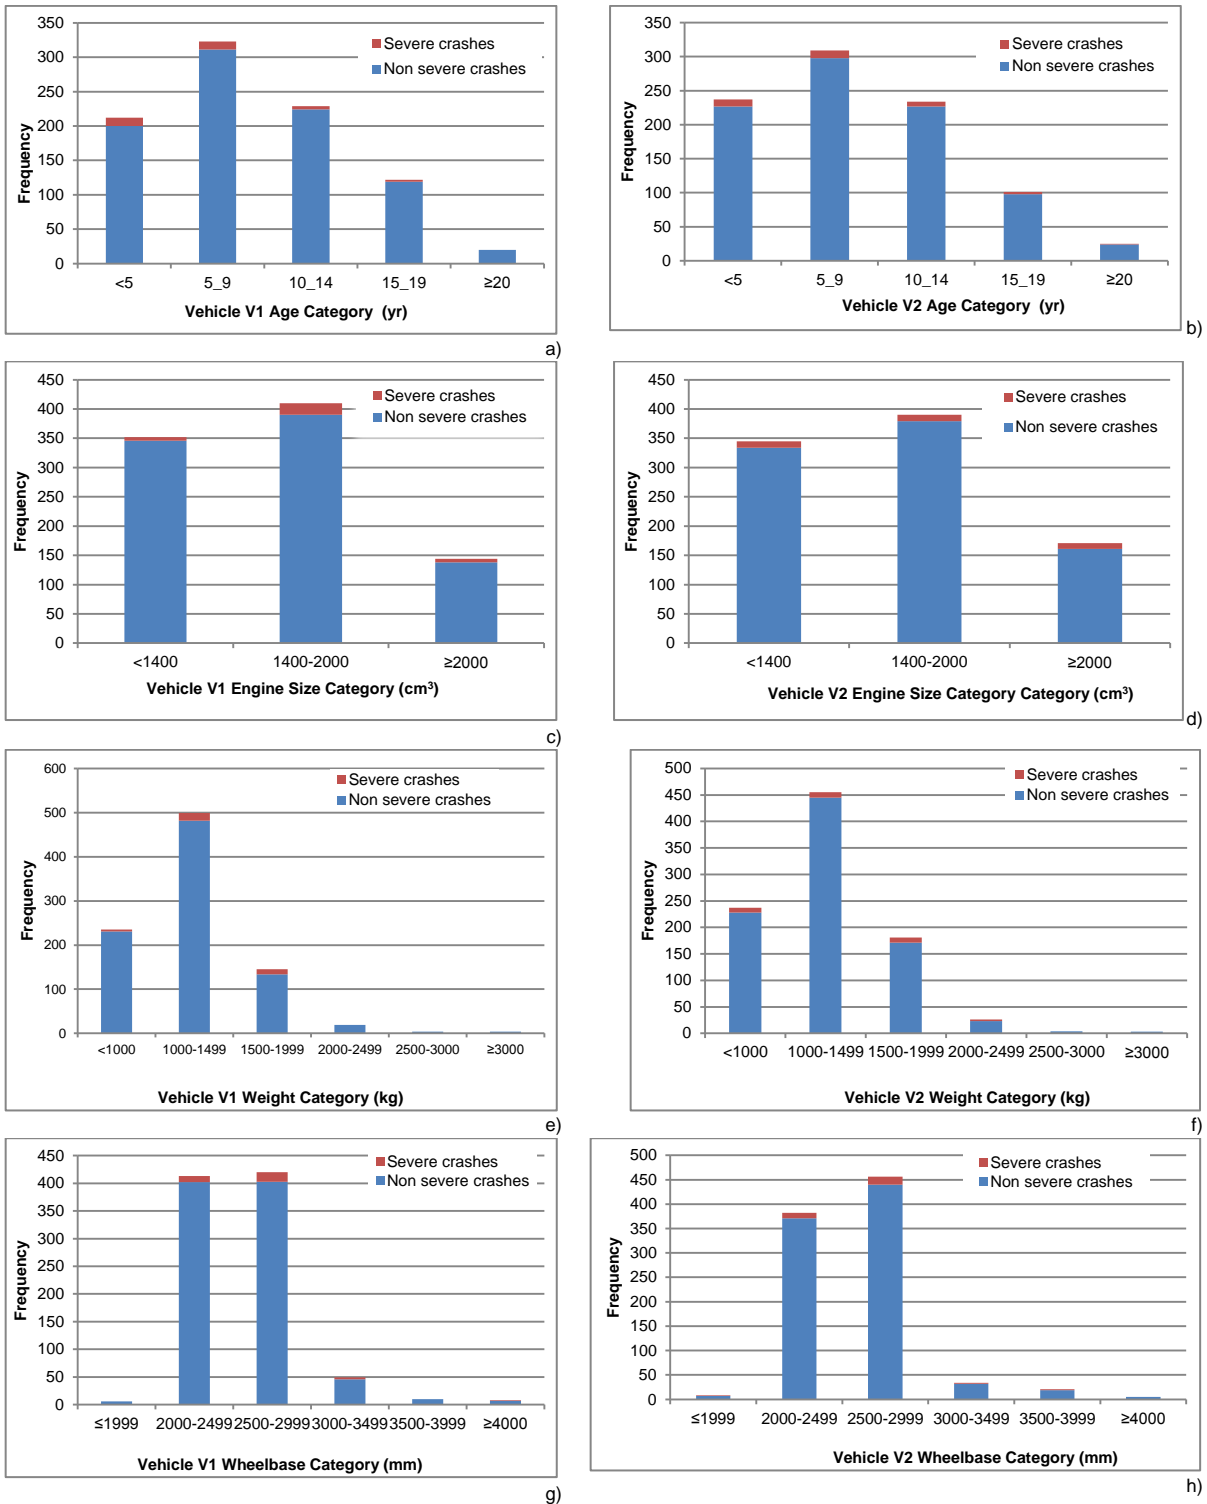 350
300
250
200
150
100
50
0
Frequency
Severe crashes
Non severe crashes
<5 5_9 10_14 15_19 ≥20
Vehicle V1 Age Category (yr)
a)
350
300
250
200
150
100
50
0
Frequency
Severe crashes
Non severe crashes
<5 5_9 10_14 15_19 ≥20
Vehicle V2 Age Category (yr)
b)
450
400
350
300
250
200
150
100
50
0
Frequency
Severe crashes
Non severe crashes
<1400 1400-2000 ≥2000
Vehicle V1 Engine Size Category (cm³)
c)
450
400
350
300
250
200
150
100
50
0
Frequency
Severe crashes
Non severe crashes
<1400 1400-2000 ≥2000
Vehicle V2 Engine Size Category Category (cm³)
d)
600
500
400
300
200
100
0
Frequency
Severe crashes
Non severe crashes
<1000 1000-1499 1500-1999 2000-2499 2500-3000 ≥3000
Vehicle V1 Weight Category (kg)
e)
500
450
400
350
300
250
200
150
100
50
0
Frequency
Severe crashes
Non severe crashes
<1000 1000-1499 1500-1999 2000-2499 2500-3000 ≥3000
Vehicle V2 Weight Category (kg)
f)
450
400
350
300
250
200
150
100
50
0
Frequency
Severe crashes
Non severe crashes
≤1999 2000-2499 2500-2999 3000-3499 3500-3999 ≥4000
Vehicle V1 Wheelbase Category (mm)
g)
500
450
400
350
300
250
200
150
100
50
0
Frequency
Severe crashes
Non severe crashes
≤1999 2000-2499 2500-2999 3000-3499 3500-3999 ≥4000
Vehicle V2 Wheelbase Category (mm)
h)